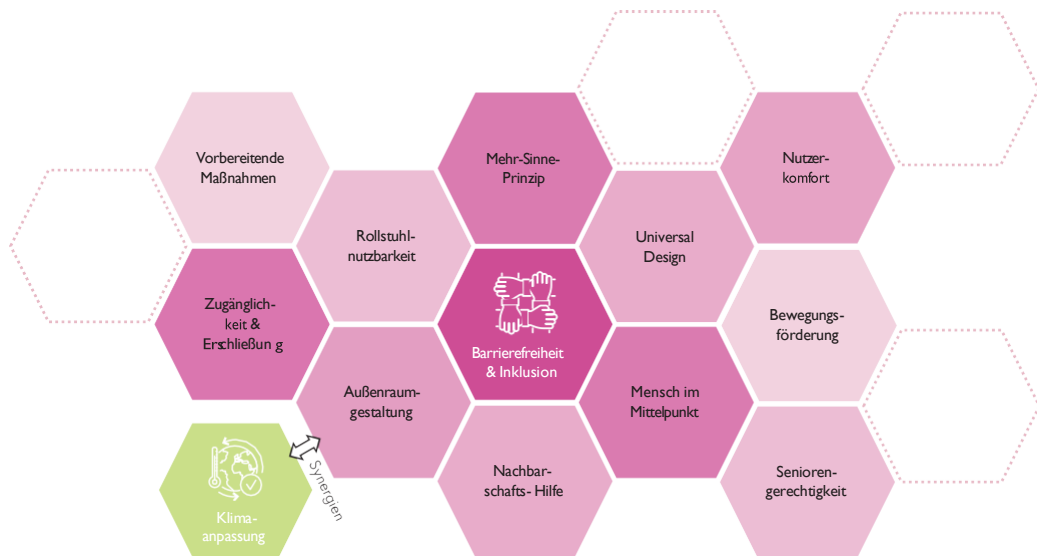 Vorbereitende
Maßnahmen
Mehr-Sinne-
Prinzip
Nutzer-
komfort
Rollstuhl-
nutzbarkeit
Universal
Design
Zugänglich-
keit &
Erschließun g
Barrierefreiheit
& Inklusion
Bewegungs-
förderung
Außenraum-
gestaltung
Mensch im
Mittelpunkt
Synergien
Klima-
anpassung
Nachbar-
schafts- Hilfe
Senioren-
gerechtigkeit